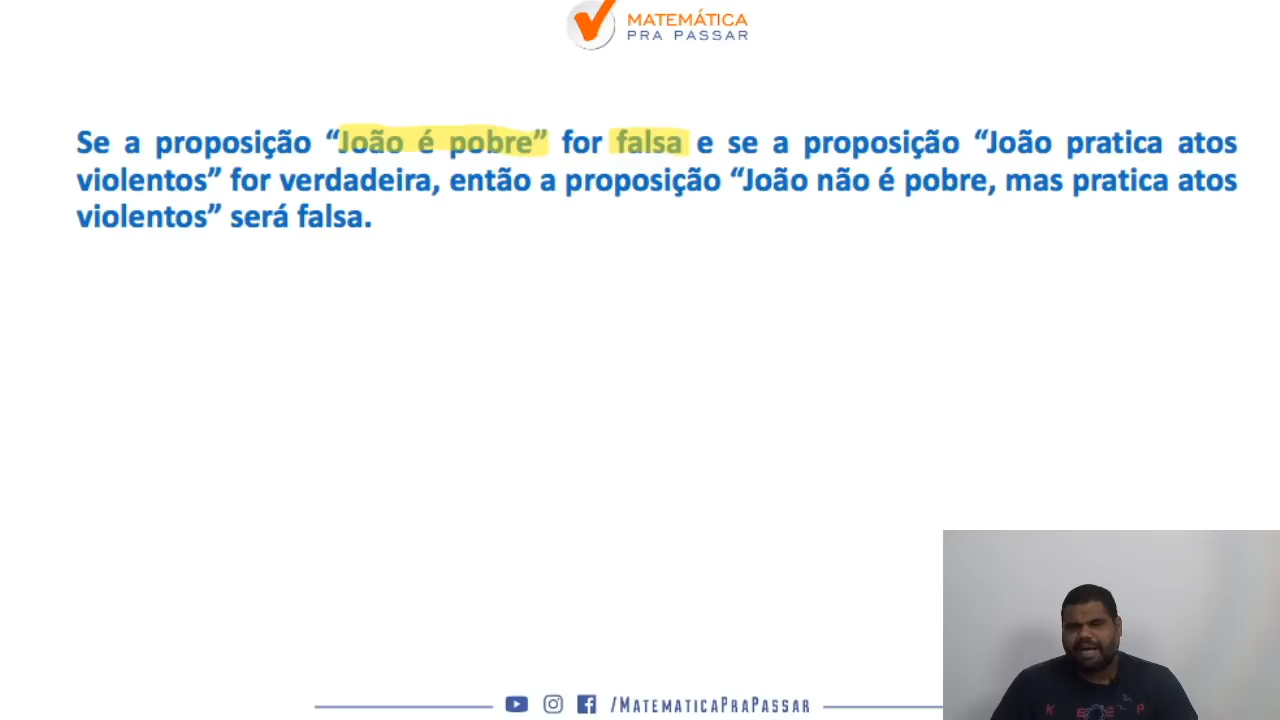 MATEMÁTICA
PRA PASSAR
Se a proposição “João é pobre” for falsa e se a proposição “João pratica atos
violentos” for verdadeira, então a proposição “João não é pobre, mas pratica atos
violentos” será falsa.
K E E P
/MATEMATICAPRAPASSAR